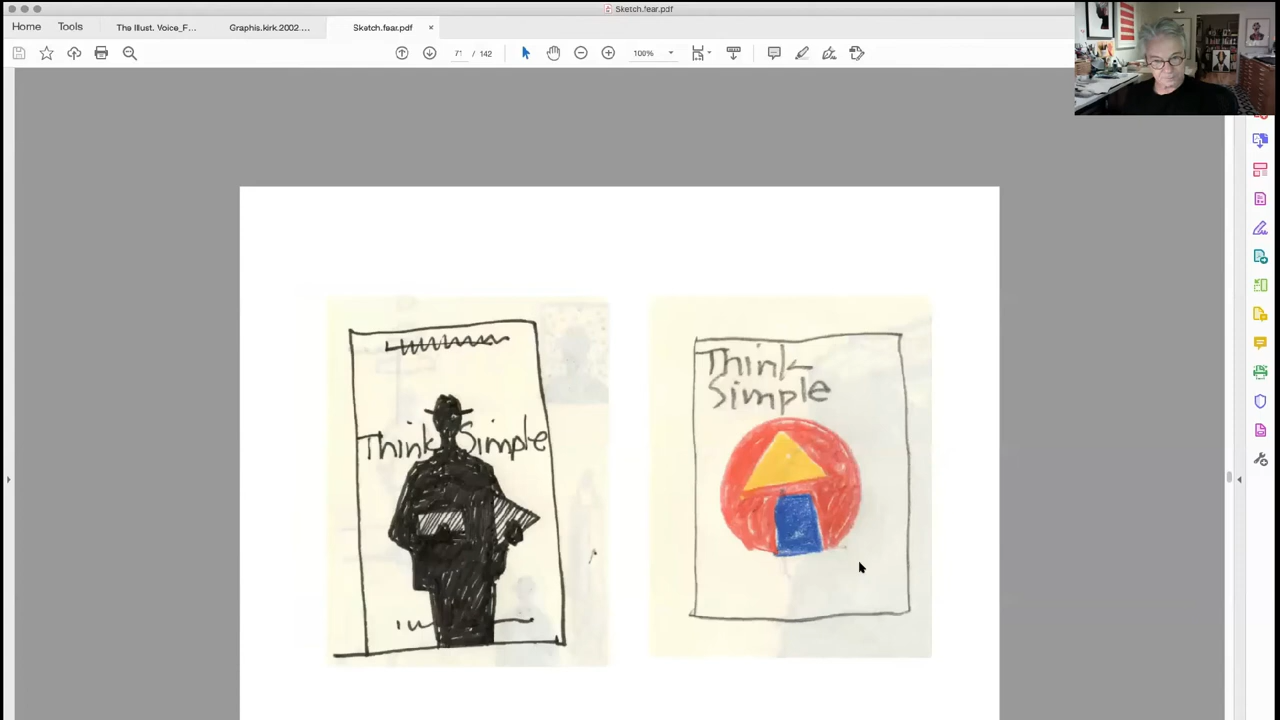 Sketch.fear.pdf
Home Tools The Illust. Voice_F... Graphis.kirk.2002.... Sketch.fear.pdf ×
71 / 142 100%
Think Simple
Think
Simple